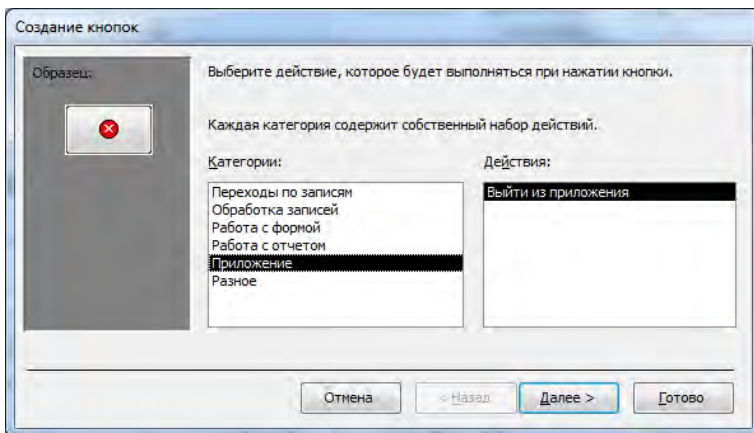 Создание кнопок
Образец:
Выберите действие, которое будет выполняться при нажатии кнопки.
Каждая категория содержит собственный набор действий.
Категории:
Действия:
Переходы по записям
Обработка записей
Работа с формой
Работа с отчетом
Приложение
Разное
Выйти из приложения
Отмена
< Назад
Далее >
Готово